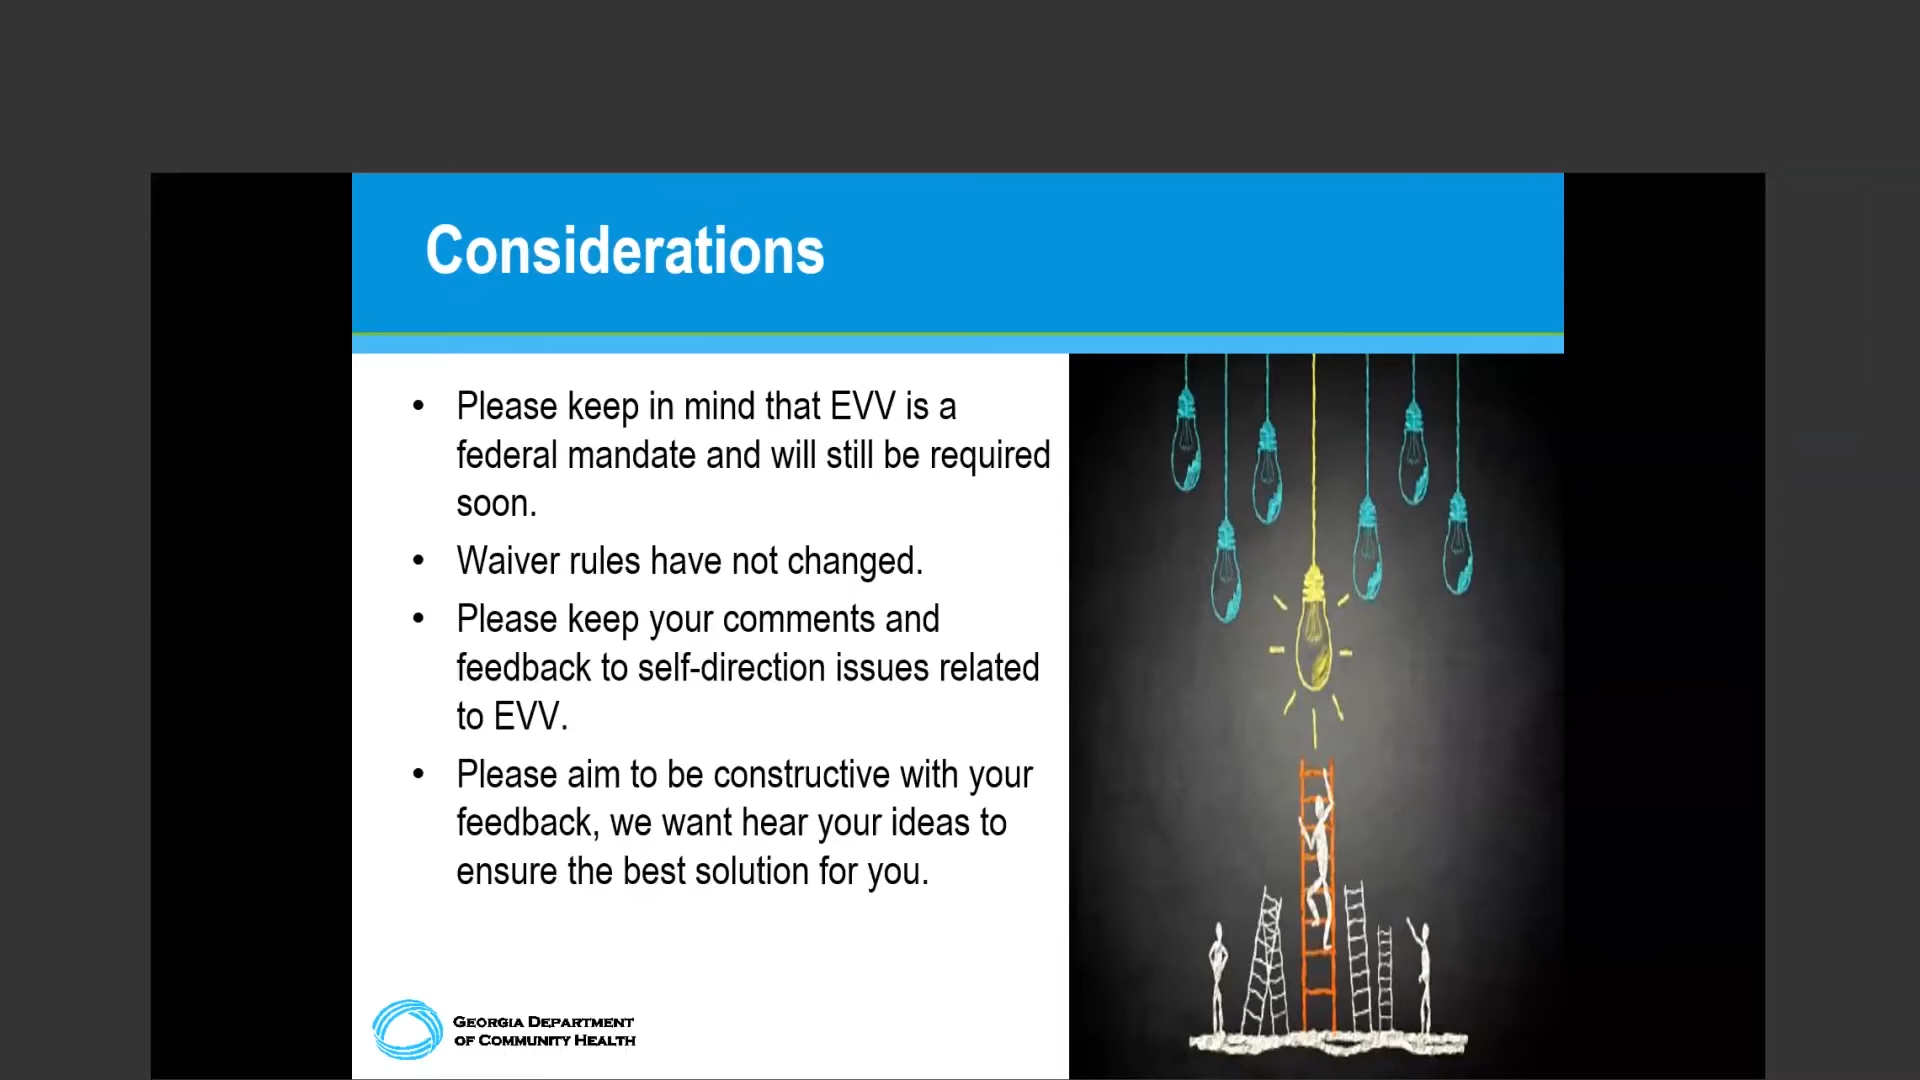 Considerations
• Please keep in mind that EVV is a
federal mandate and will still be required
soon.
• Waiver rules have not changed.
• Please keep your comments and
feedback to self-direction issues related
to EVV.
• Please aim to be constructive with your
feedback, we want hear your ideas to
ensure the best solution for you.
GEORGIA DEPARTMENT
OF COMMUNITY HEALTH